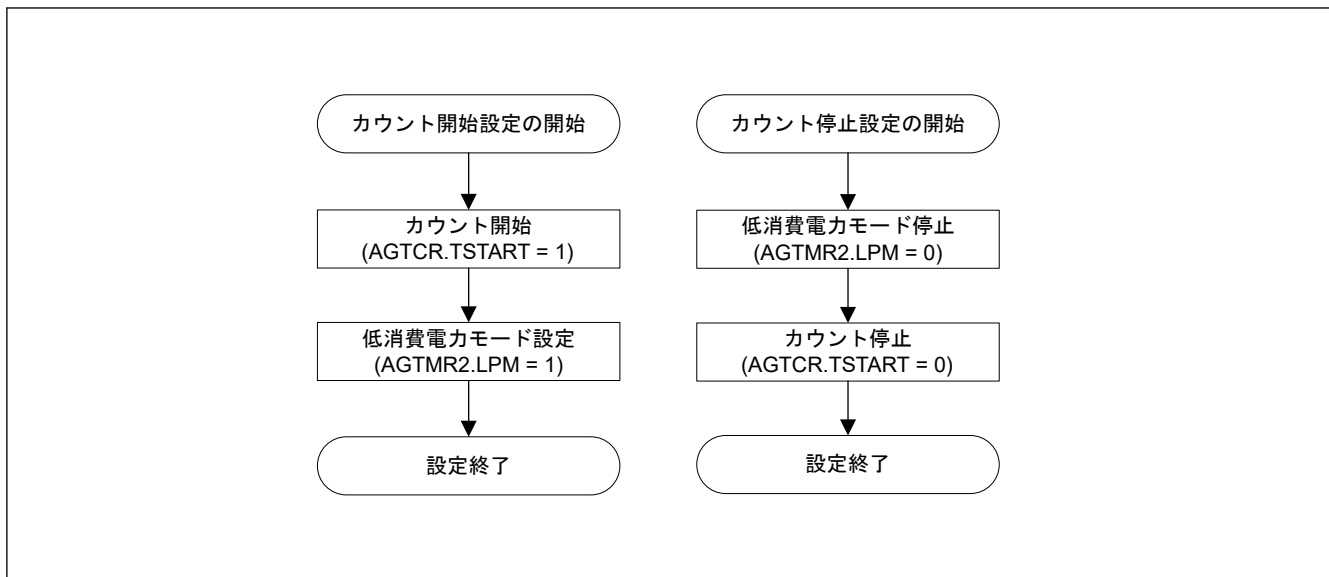 カウント開始設定の開始
カウント開始
(AGTCR.TSTART = 1)
低消費電力モード設定
(AGTMR2.LPM = 1)
設定終了
カウント停止設定の開始
低消費電力モード停止
(AGTMR2.LPM = 0)
カウント停止
(AGTCR.TSTART = 0)
設定終了